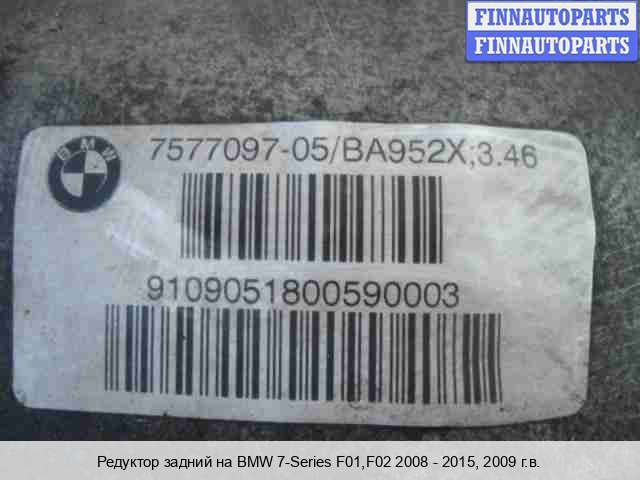 FINNAUTOPARTS
FINNAUTOPARTS
BMW
7577097-05/BA952X;3.46
9109051800590003
Редуктор задний на BMW 7-Series F01,F02 2008 - 2015, 2009 г.в.